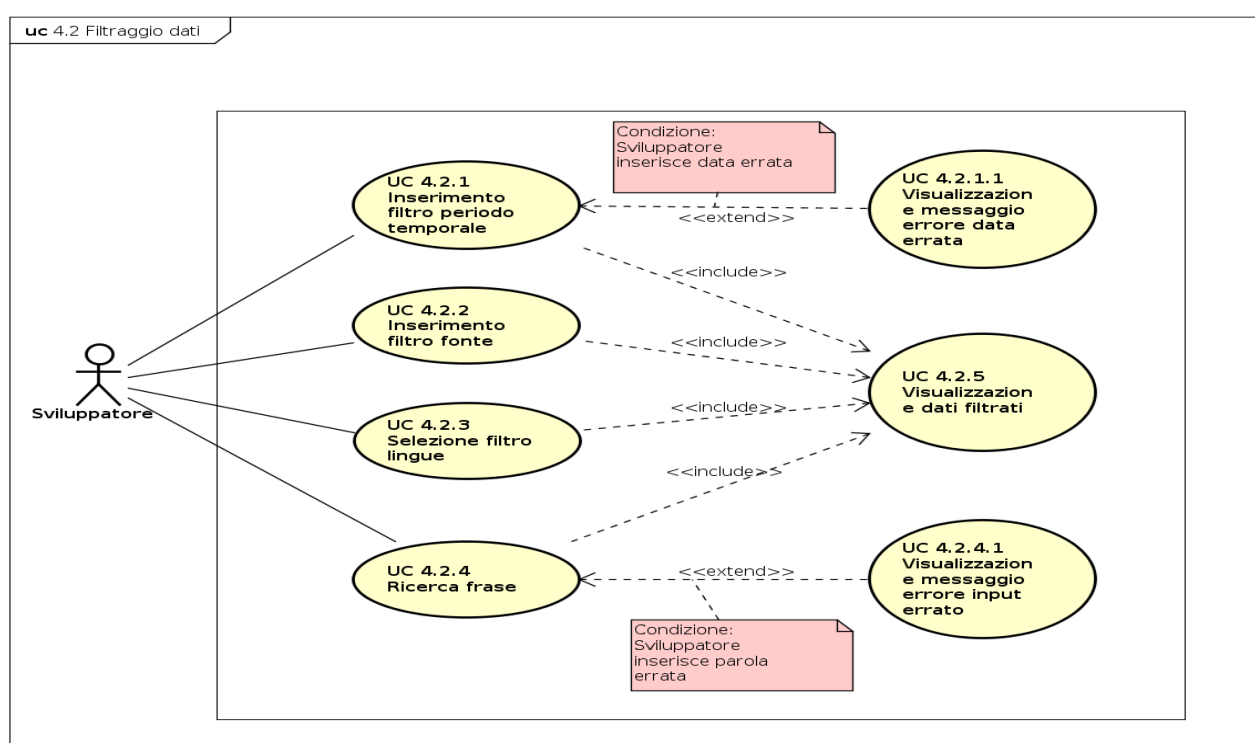 uc 4.2 Filtraggio dati
Condizione:
Sviluppatore
inserisce data errata
UC 4.2.1
Inserimento
filtro periodo
temporale
<<extend>>
UC 4.2.1.1
Visualizzazion
e messaggio
errore data
errata
<<include>>
UC 4.2.2
Inserimento
filtro fonte
<<include>>
Sviluppatore
UC 4.2.5
Visualizzazion
e dati filtrati
<<include>>
UC 4.2.3
Selezione filtro
lingue
<<include>>
UC 4.2.4
Ricerca frase
<<extend>>
UC 4.2.4.1
Visualizzazion
e messaggio
errore input
errato
Condizione:
Sviluppatore
inserisce parola
errata